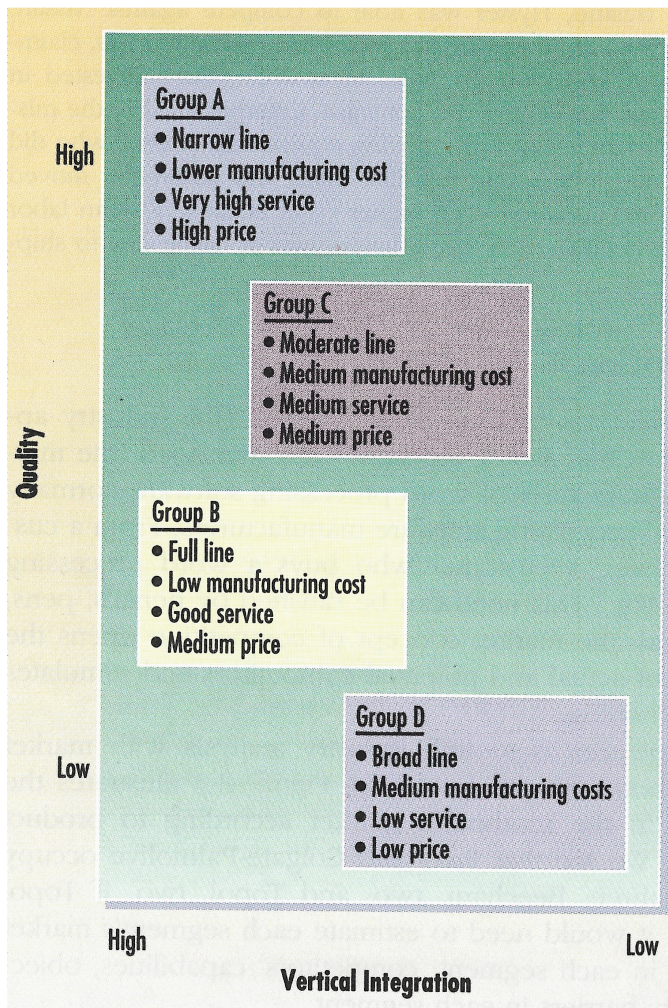 High
Group A
• Narrow line
• Lower manufacturing cost
• Very high service
• High price
Group C
• Moderate line
• Medium manufacturing cost
• Medium service
• Medium price
Quality
Group B
• Full line
• Low manufacturing cost
• Good service
• Medium price
Group D
• Broad line
• Medium manufacturing costs
• Low service
• Low price
Low
High
Low
Vertical Integration